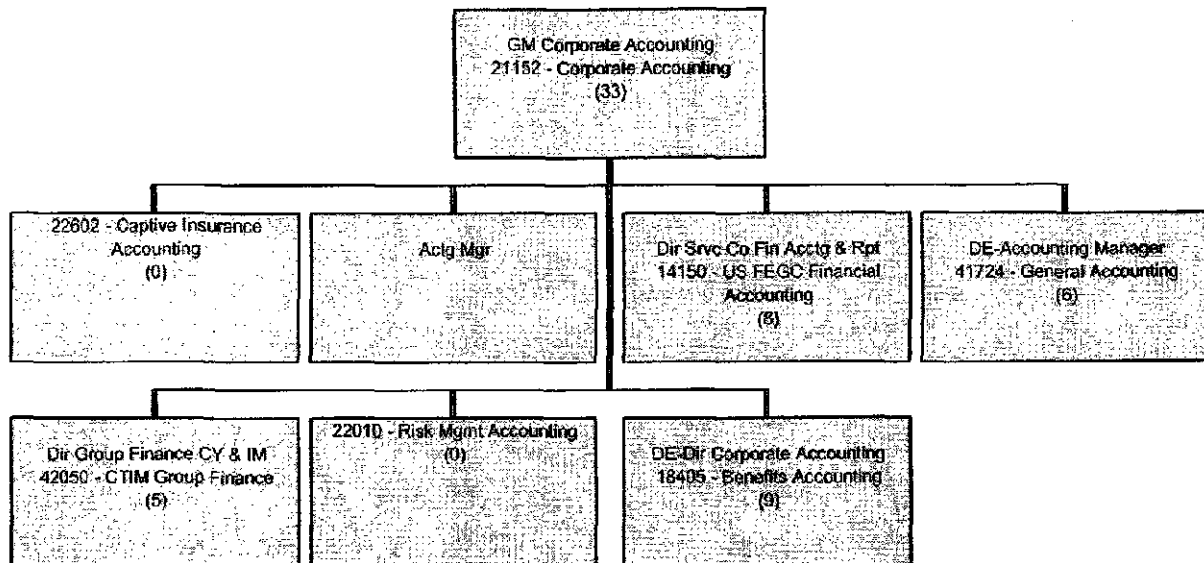 GM Corporate Accounting
21152 - Corporate Accounting
(33)
22602 - Captive Insurance
Accounting
(0)
Actg Mgr
Dir Srvc Co Fin Acctg & Rpt
14150 - US FEGC Financial
Accounting
(8)
DE-Accounting Manager
41724 - General Accounting
(6)
Dir Group Finance CY & IM
42050 - CTIM Group Finance
(5)
22010 - Risk Mgmt Accounting
(0)
DE-Dir Corporate Accounting
18405 - Benefits Accounting
(9)